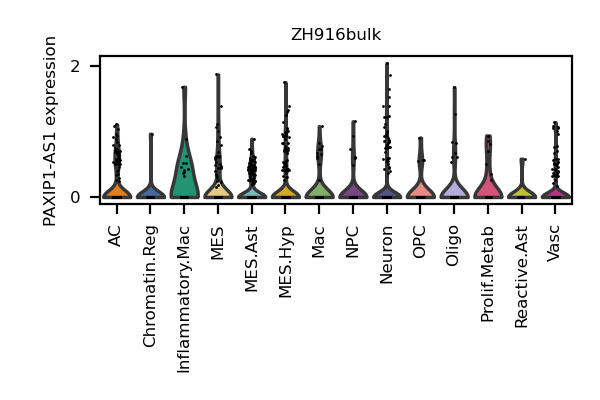 ZH916bulk
PAXIP1-AS1 expression
2
0
AC
Chromatin.Reg
Inflammatory.Mac
MES
MES.Ast
MES.Hyp
Mac
NPC
Neuron
OPC
Oligo
Prolif.Metab
Reactive.Ast
Vasc